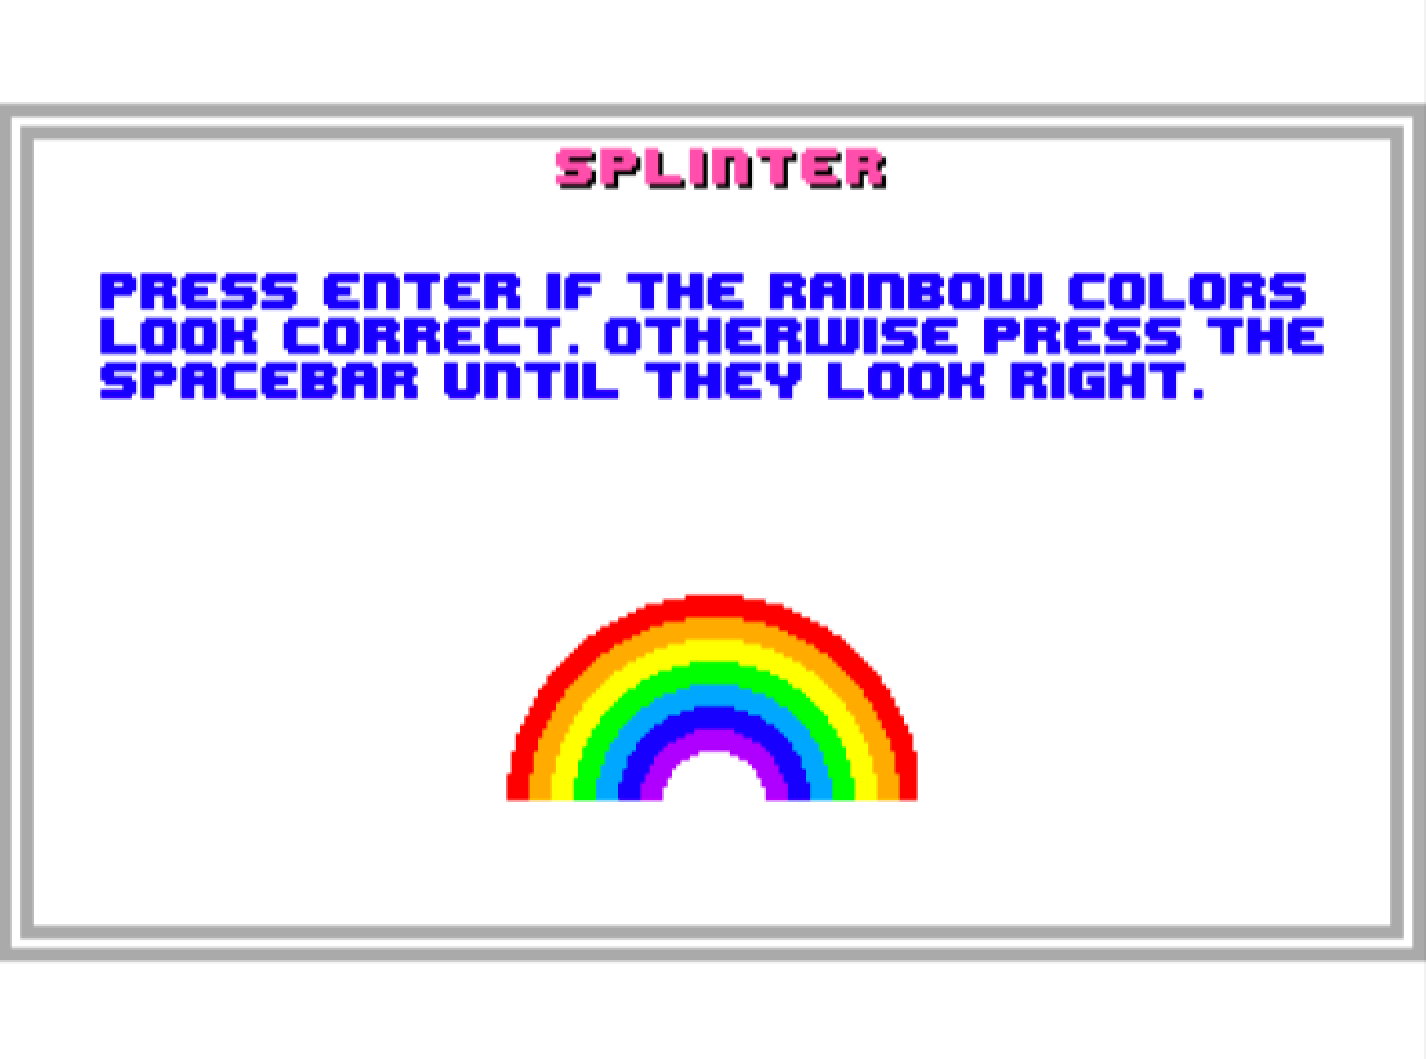 SPLINTER
PRESS ENTER IF THE RAINBOW COLORS
LOOK CORRECT. OTHERWISE PRESS THE
SPACEBAR UNTIL THEY LOOK RIGHT.